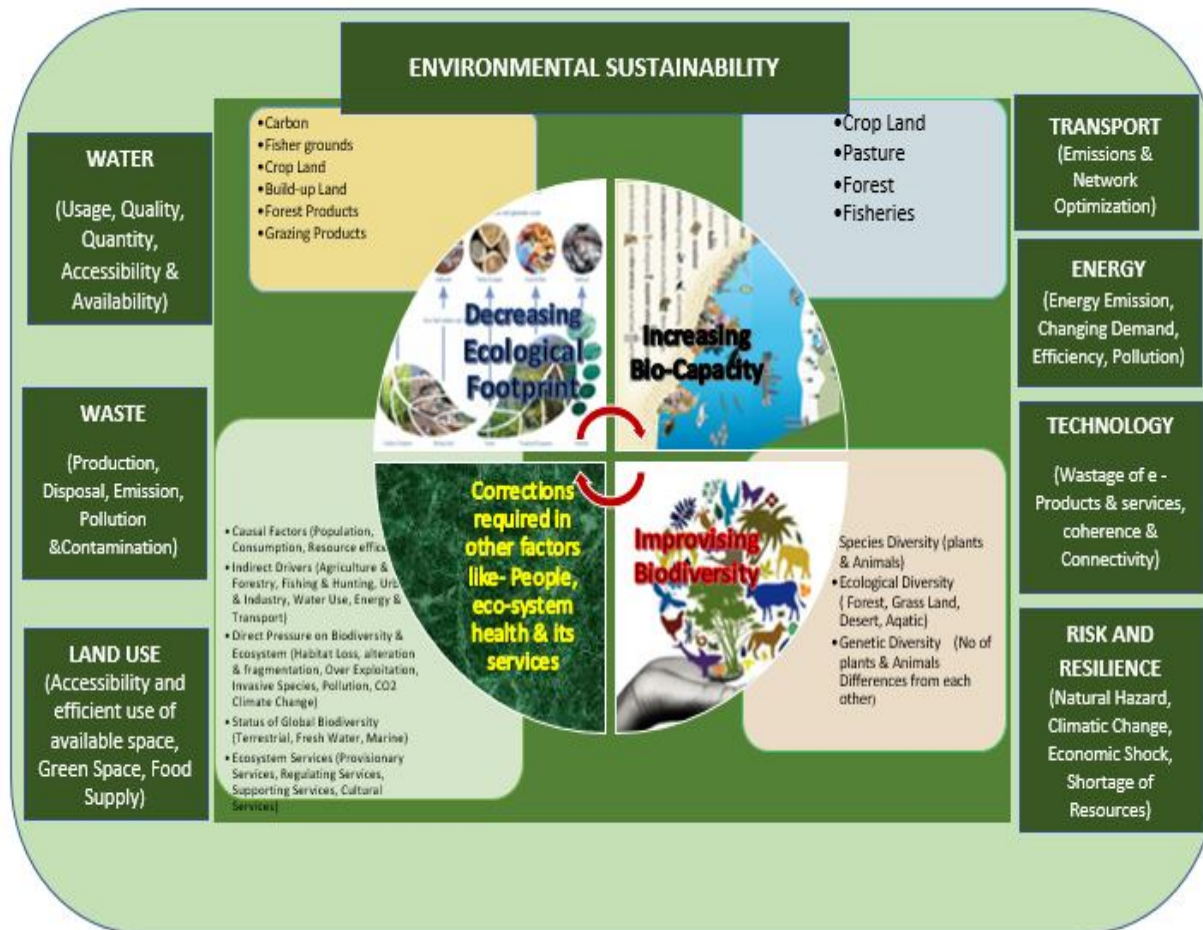 ENVIRONMENTAL SUSTAINABILITY
WATER
(Usage, Quality,
Quantity,
Accessibility &
Availability)
WASTE
(Production,
Disposal, Emission,
Pollution
&Contamination)
LAND USE
(Accessibility and
efficient use of
available space,
Green Space, Food
Supply)
•Carbon
•Fisher grounds
•Crop Land
•Build-up Land
•Forest Products
•Grazing Products
•Crop Land
•Pasture
•Forest
•Fisheries
Decreasing
Ecological
Footprint
Increasing
Bio-Capacity
Corrections
required in
other factors
like- People,
eco-system
health & its
services
Improvising
Biodiversity
• Causal Factors (Population,
Consumption, Resource
• Indirect Drivers (Agriculture &
Forestry, Fishing & Hunting,
& Industry, Water Use, Energy &
Transport)
• Direct Pressure on Biodiversity &
Ecosystem (Habitat Loss, alteration
& fragmentation, Over Exploitation,
Invasive Species, Pollution, CO2
Climate Change)
• Status of Global Biodiversity
(Terrestrial, Fresh Water, Marine)
• Ecosystem Services (Provisionary
Services, Regulating Services,
Supporting Services, Cultural
Services)
Species Diversity (plants
& Animals)
• Ecological Diversity
( Forest, Grass Land,
Desert, Aqatic)
• Genetic Diversity (No of
plants & Animals
Differences from each
other)
TRANSPORT
(Emissions &
Network
Optimization)
ENERGY
(Energy Emission,
Changing Demand,
Efficiency, Pollution)
TECHNOLOGY
(Wastage of e -
Products & services,
coherence &
Connectivity)
RISK AND
RESILIENCE
(Natural Hazard,
Climatic Change,
Economic Shock,
Shortage of
Resources)